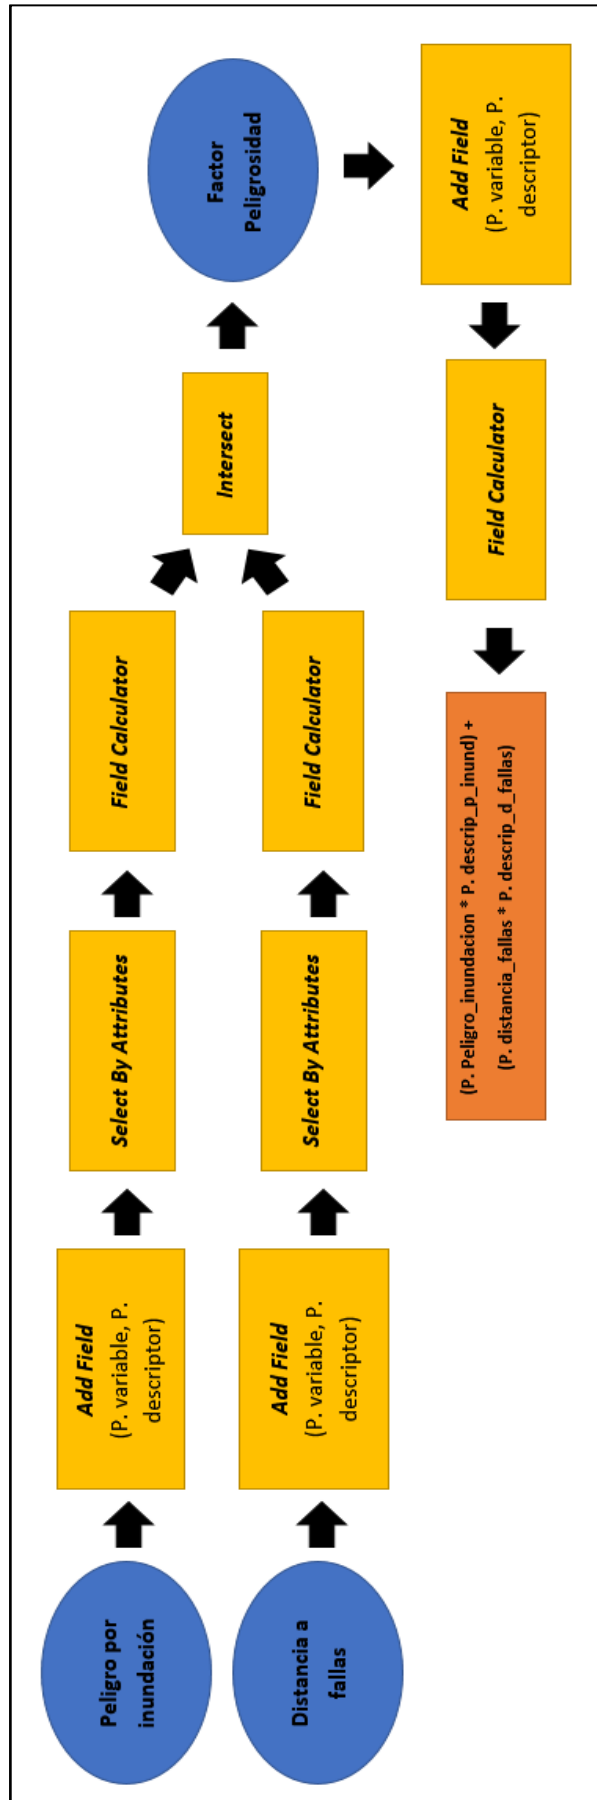 Peligro por
inundación
Add Field
(P. variable, P.
descriptor)
Select By Attributes
Field Calculator
Distancia a
fallas
Add Field
(P. variable, P.
descriptor)
Select By Attributes
Field Calculator
Intersect
Factor
Peligrosidad
Add Field
(P. variable, P.
descriptor)
Field Calculator
(P. Peligro_inundacion * P. descrip_p_inund) +
(P. distancia_fallas * P. descrip_d_fallas)